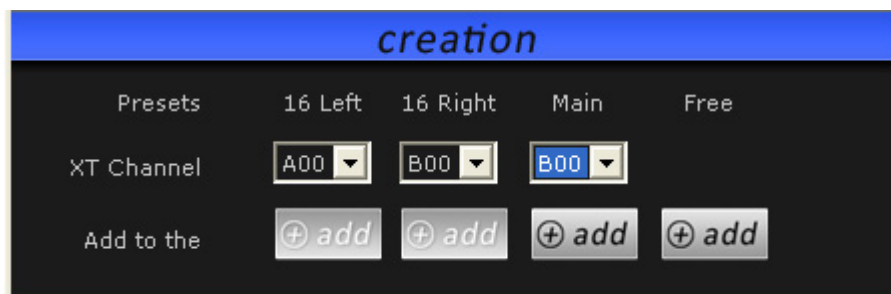 creation
Presets 16 Left 16 Right Main Free
XT Channel A00 B00 B00
Add to the add add add add